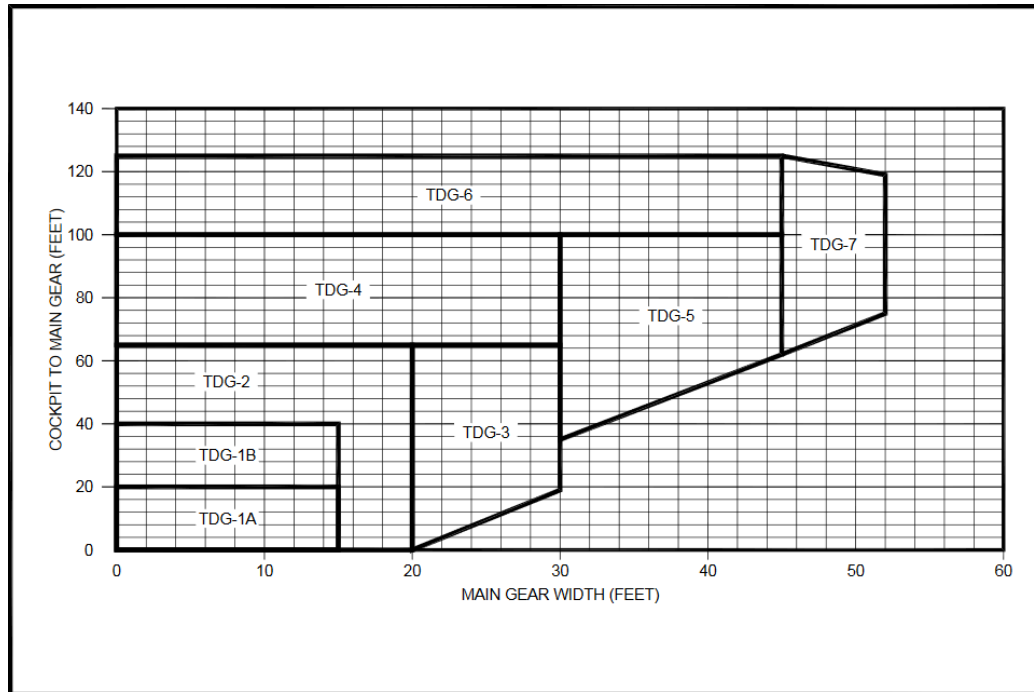 140
120
100
80
60
40
20
0
COCKPIT TO MAIN GEAR (FEET)
TDG-6
TDG-7
TDG-4
TDG-5
TDG-2
TDG-3
TDG-1B
TDG-1A
0 10 20 30 40 50 60
MAIN GEAR WIDTH (FEET)